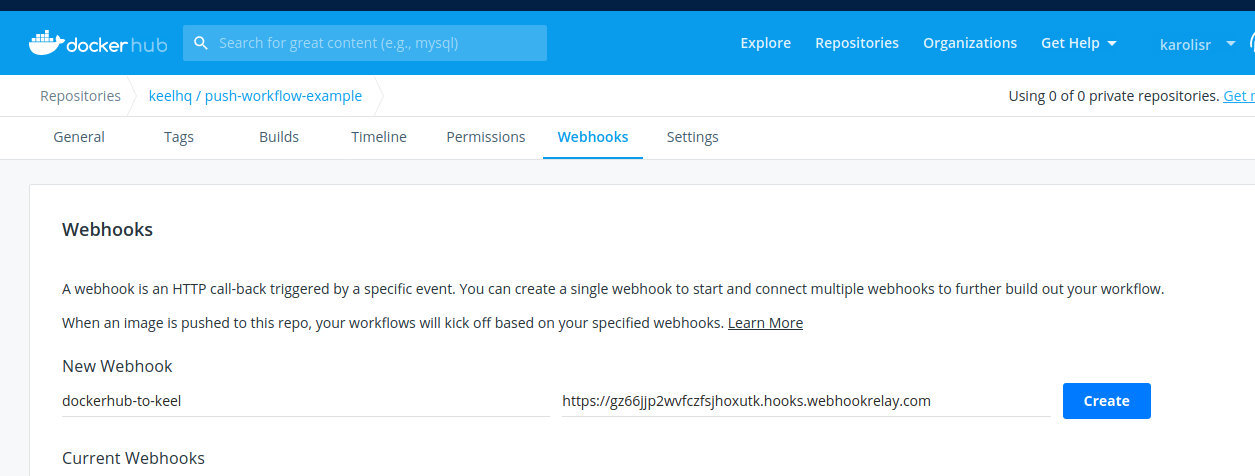 dockerhub Search for great content (e.g., mysql) Explore Repositories Organizations Get Help karolisr
Repositories keelhq / push-workflow-example Using 0 of 0 private repositories. Get
General Tags Builds Timeline Permissions Webhooks Settings
Webhooks
A webhook is an HTTP call-back triggered by a specific event. You can create a single webhook to start and connect multiple webhooks to further build out your workflow.
When an image is pushed to this repo, your workflows will kick off based on your specified webhooks. Learn More
New Webhook
dockerhub-to-keel https://gz66jjp2wvfczfsjhoxutk.hooks.webhookrelay.com Create
Current Webhooks